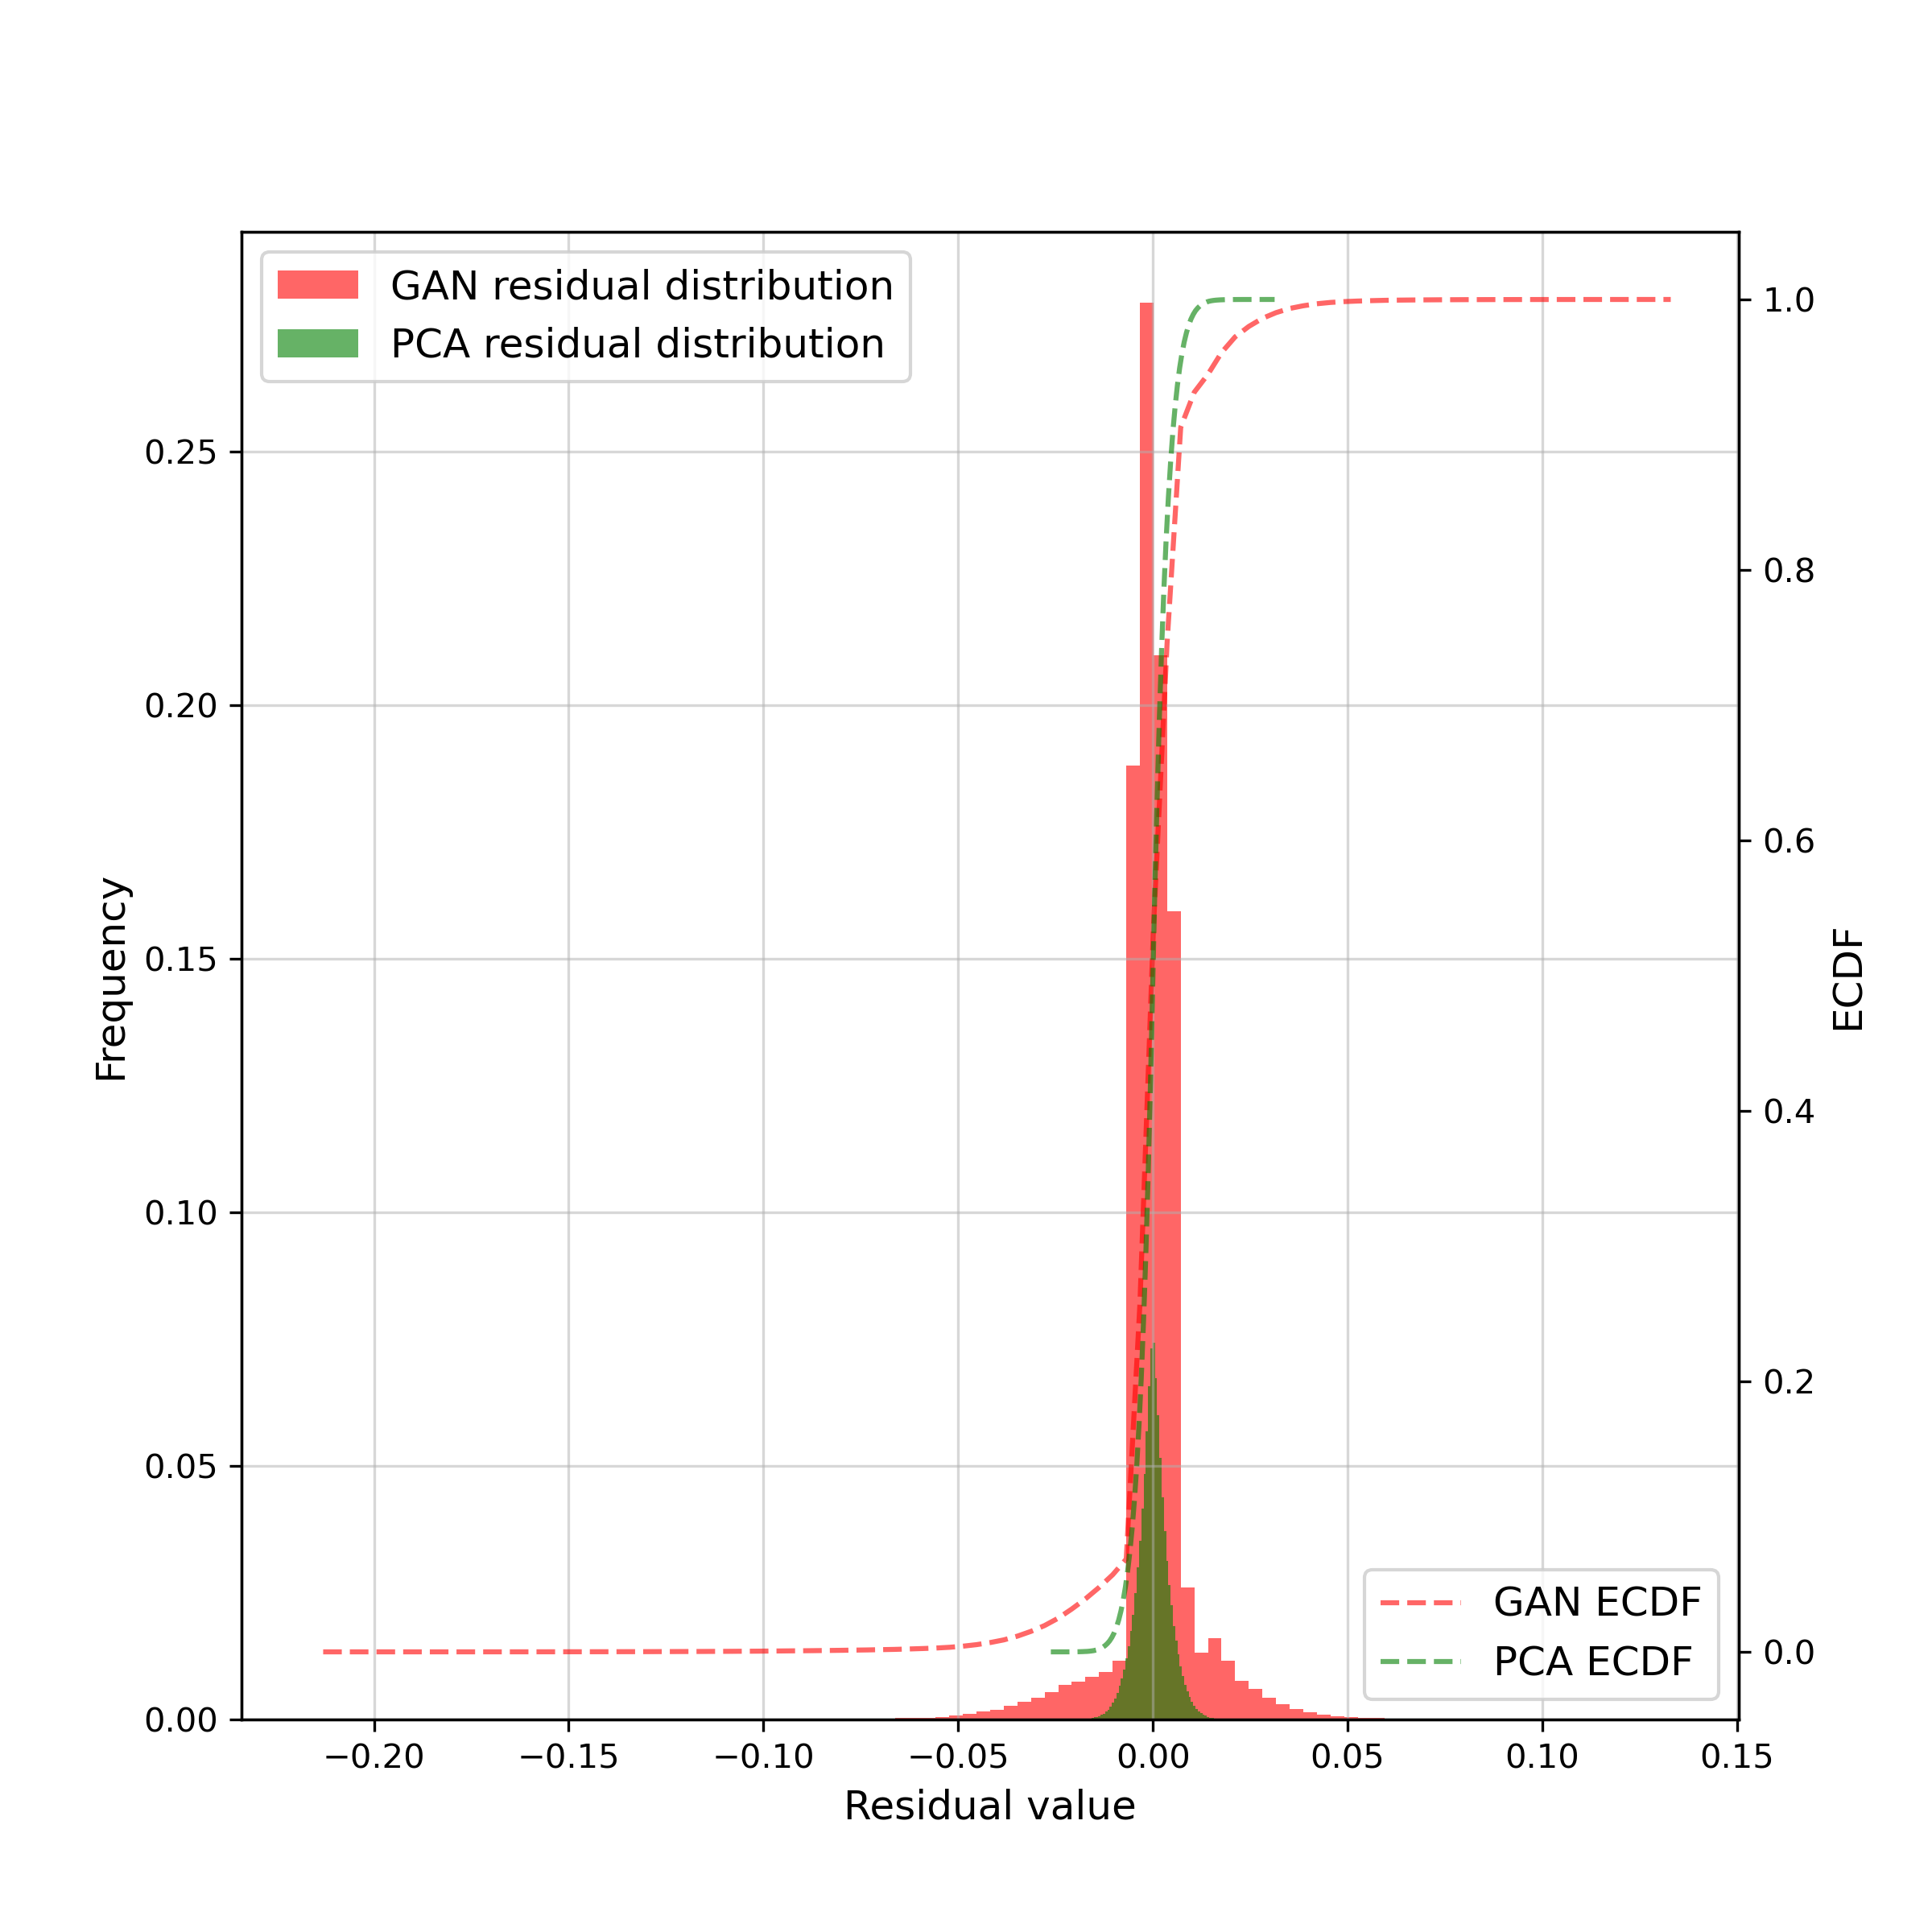 GAN residual distribution
PCA residual distribution
1.0
0.8
0.6
0.4
0.2
0.0
0.25
0.20
0.15
0.10
0.05
0.00
Frequency
ECDF
GAN ECDF
PCA ECDF
−0.20
−0.15
−0.10
−0.05
0.00
0.05
0.10
0.15
Residual value